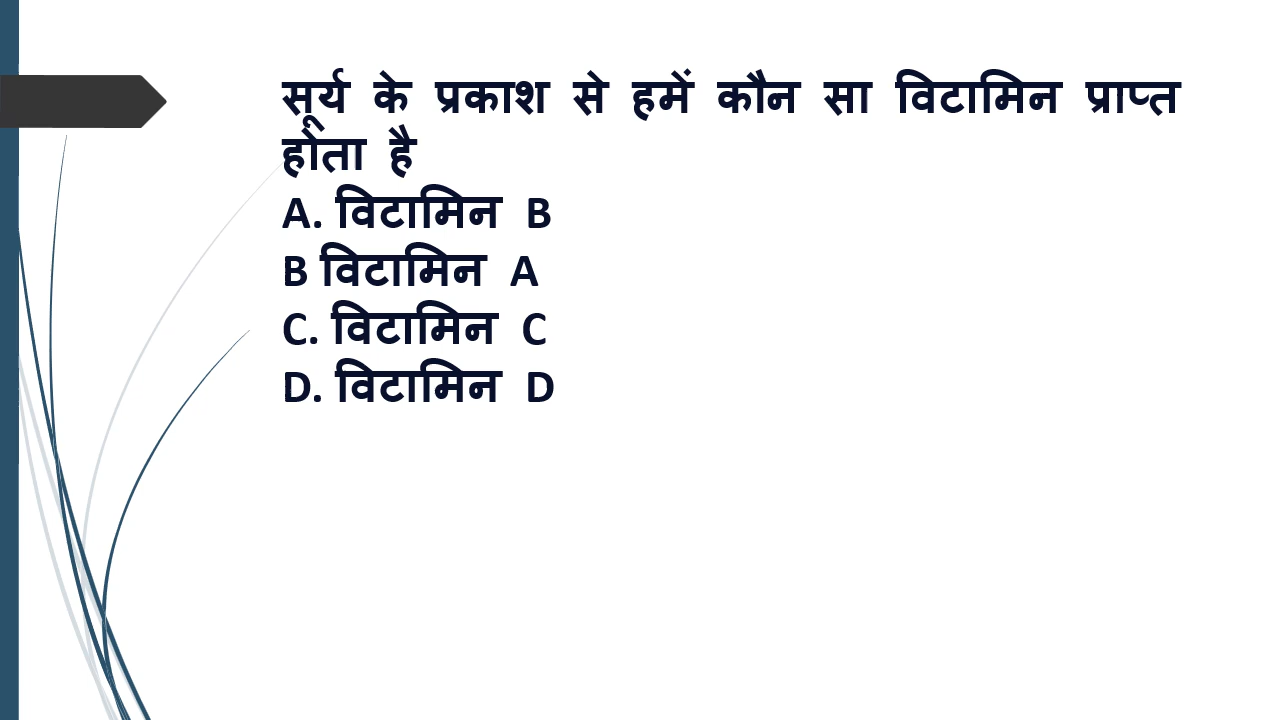 सूर्य के प्रकाश से हमें कौन सा विटामिन प्राप्त
होता है
A. विटामिन B
B विटामिन A
C. विटामिन C
D. विटामिन D